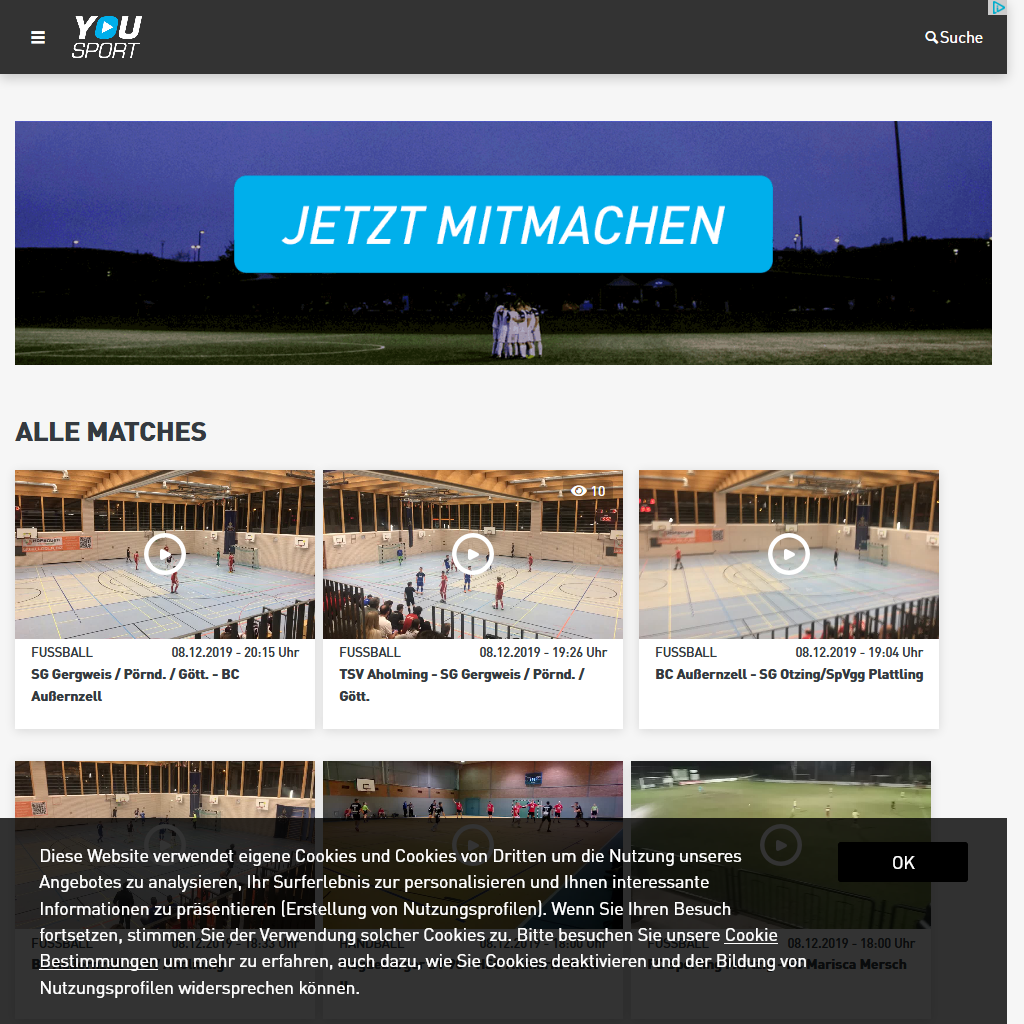 YOU
SPORT
Suche
JETZT MITMACHEN
ALLE MATCHES
10
FUSSBALL 08.12.2019 - 20:15 Uhr
SG Gergweis / Pörnd. / Gött. - BC
Außernzell
FUSSBALL 08.12.2019 - 19:26 Uhr
TSV Aholming - SG Gergweis / Pörnd. /
Gött.
FUSSBALL 08.12.2019 - 19:04 Uhr
BC Außernzell - SG Otzing/SpVgg Plattling
Diese Website verwendet eigene Cookies und Cookies von Dritten um die Nutzung unseres
Angebotes zu analysieren, Ihr Surferlebnis zur personalisieren und Ihnen interessante
Informationen zu präsentieren (Erstellung von Nutzungsprofilen). Wenn Sie Ihren Besuch
fortsetzen, stimmen Sie der Verwendung solcher Cookies zu. Bitte besuchen Sie unsere Cookie
Bestimmungen um mehr zu erfahren, auch dazu, wie Sie Cookies deaktivieren und der Bildung von
Nutzungsprofilen widersprechen können.
OK
FUSSBALL 08.12.2019 - 18:33 Uhr
HANDBALL 08.12.2019 - 18:00 Uhr
FUSSBALL 08.12.2019 - 18:00 Uhr
Marisca Mersch